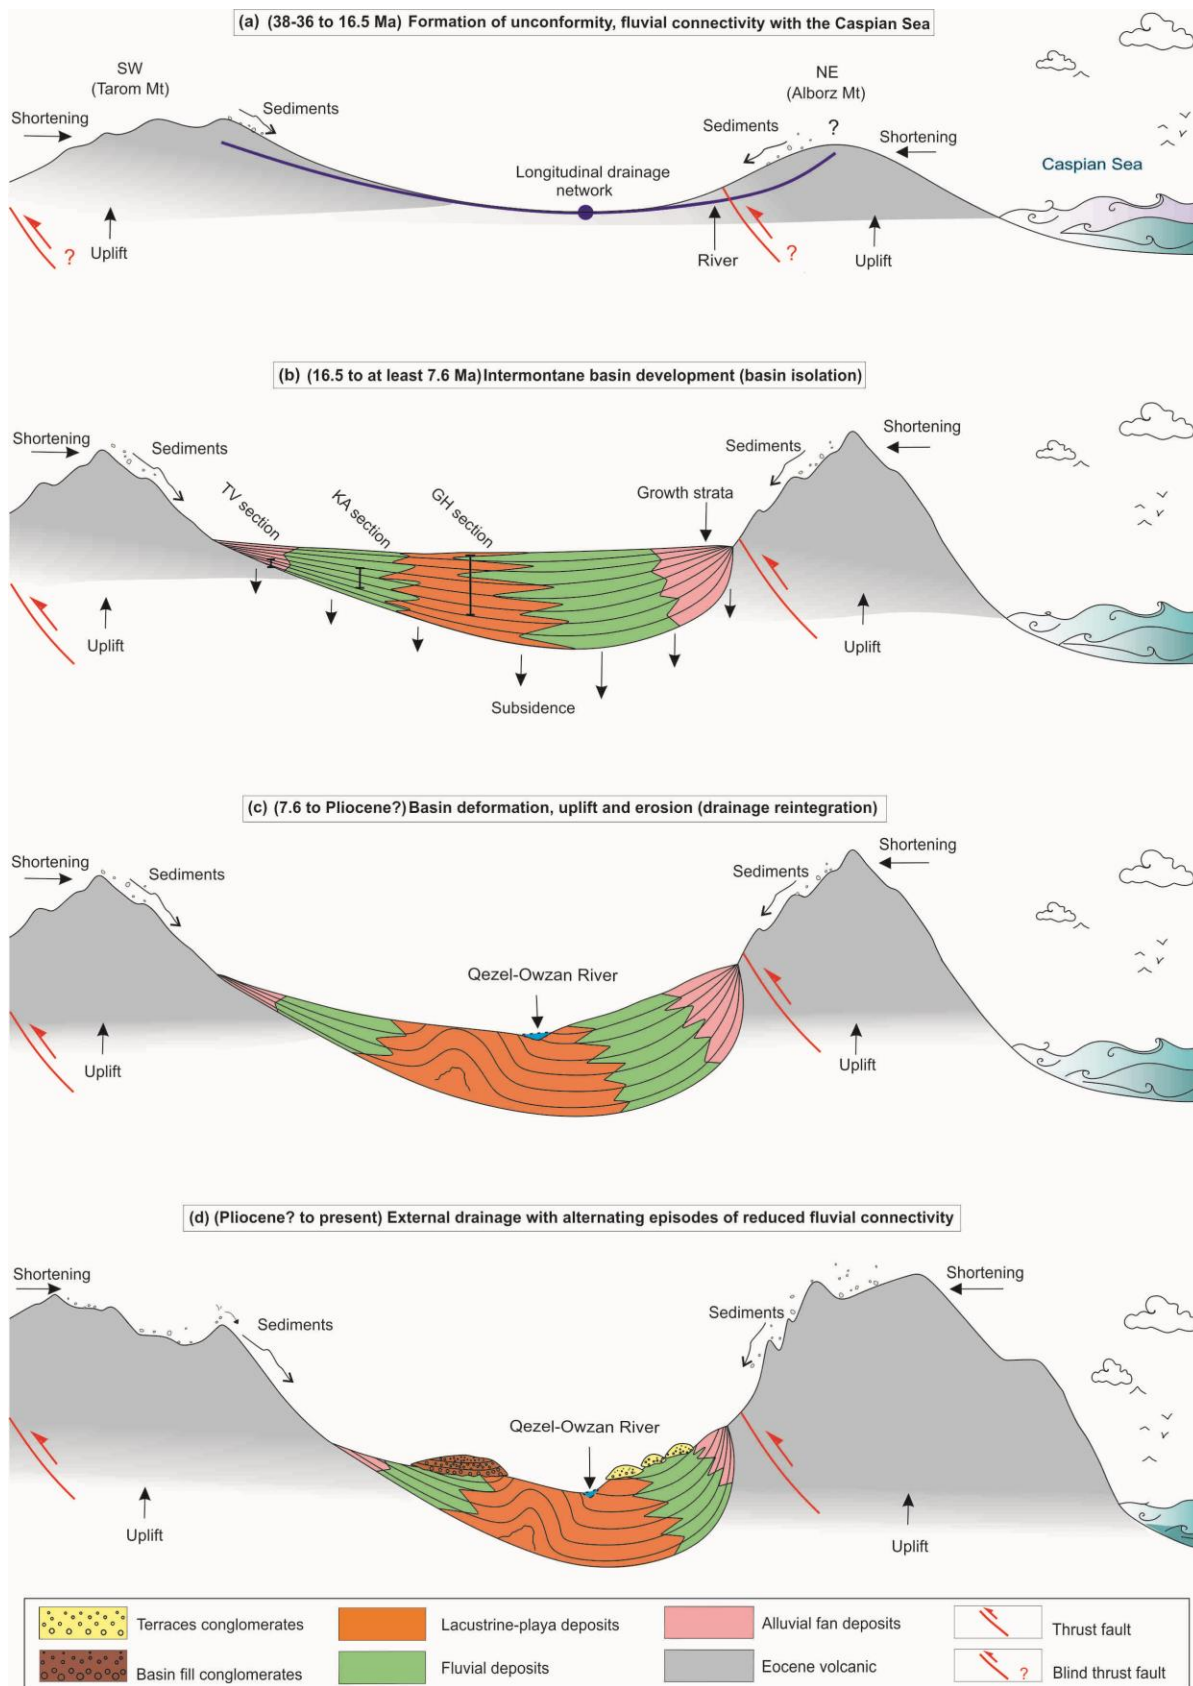 (a) (38-36 to 16.5 Ma) Formation of unconformity, fluvial connectivity with the Caspian Sea
SW
(Tarom Mt)
NE
(Alborz Mt)
Shortening
Sediments
Sediments
?
Shortening
Caspian Sea
Longitudinal drainage
network
?
Uplift
River
?
Uplift
(b) (16.5 to at least 7.6 Ma) Intermontane basin development (basin isolation)
Shortening
Sediments
TV section
KA section
GH section
Growth strata
Sediments
Shortening
Uplift
Uplift
Subsidence
(c) (7.6 to Pliocene?) Basin deformation, uplift and erosion (drainage reintegration)
Shortening
Sediments
Sediments
Shortening
Qezel-Owzan River
Uplift
Uplift
(d) (Pliocene? to present) External drainage with alternating episodes of reduced fluvial connectivity
Shortening
Sediments
Sediments
Shortening
Qezel-Owzan River
Uplift
Uplift
Terraces conglomerates
Lacustrine-playa deposits
Alluvial fan deposits
Thrust fault
Basin fill conglomerates
Fluvial deposits
Eocene volcanic
?
Blind thrust fault